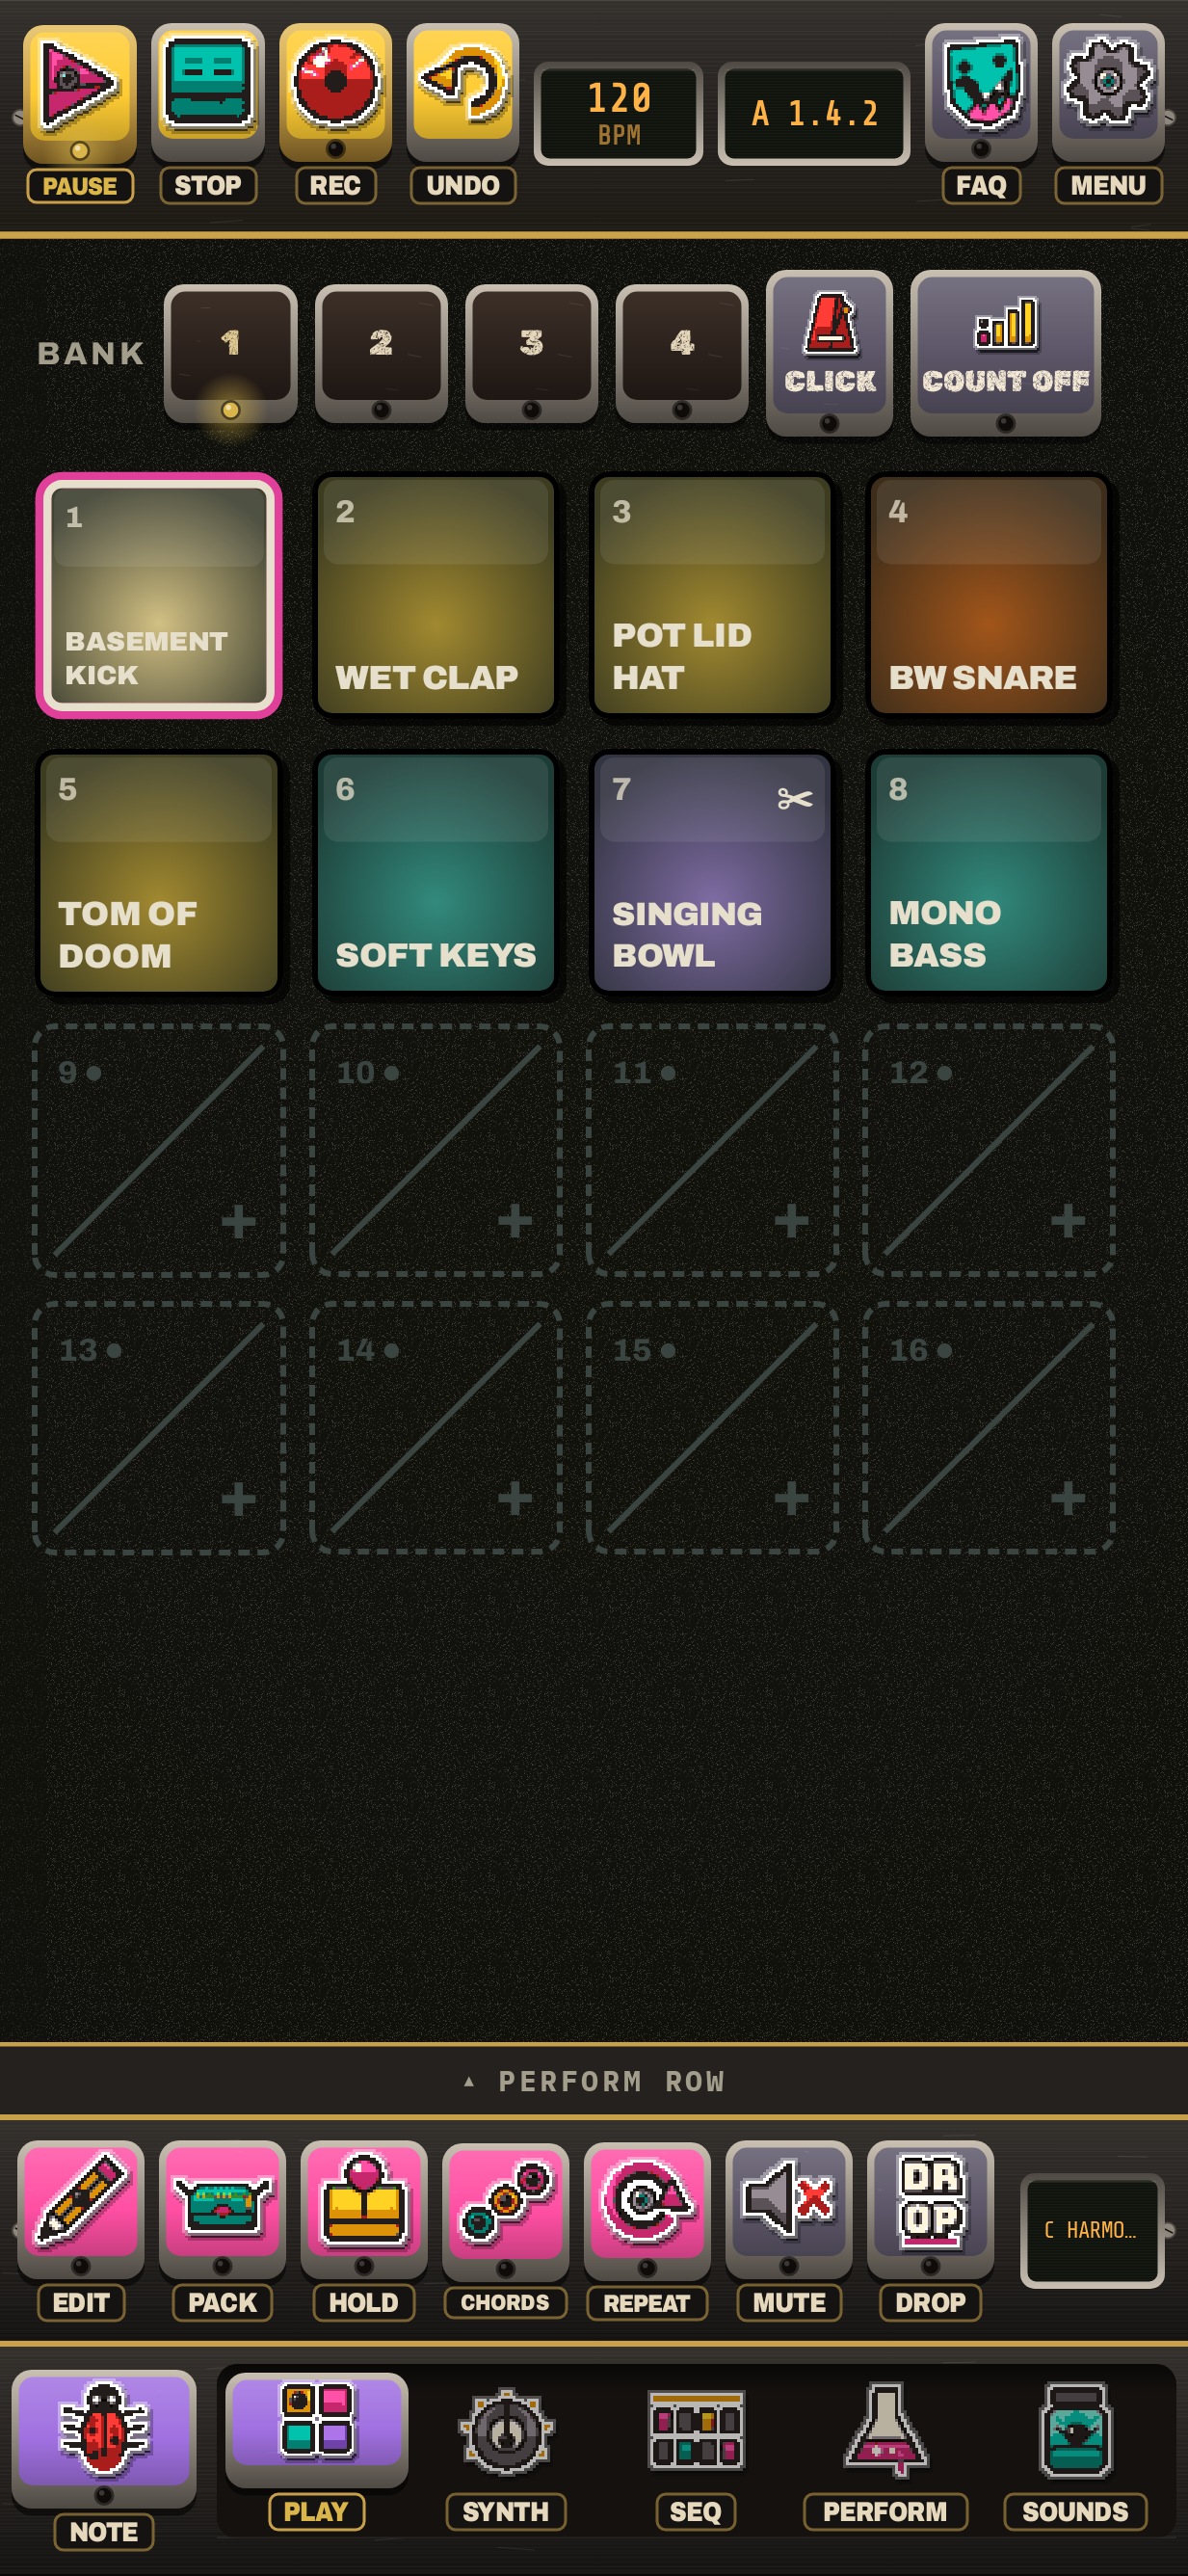 120
BPM
A 1.4.2
PAUSE
STOP
REC
UNDO
FAQ
MENU
BANK
1
2
3
4
CLICK
COUNT OFF
1
BASEMENT
KICK
2
WET CLAP
3
POT LID
HAT
4
BW SNARE
5
TOM OF
DOOM
6
SOFT KEYS
7
SINGING
BOWL
8
MONO
BASS
9
10
11
12
13
14
15
16
▲ PERFORM ROW
DR
OP
C HARMO…
EDIT
PACK
HOLD
CHORDS
REPEAT
MUTE
DROP
NOTE
PLAY
SYNTH
SEQ
PERFORM
SOUNDS